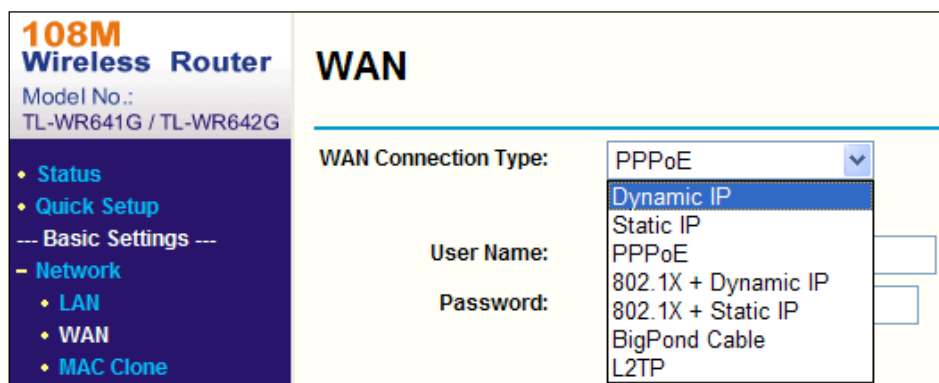 108M
Wireless Router
Model No.:
TL-WR641G / TL-WR642G
• Status
• Quick Setup
--- Basic Settings ---
– Network
• LAN
• WAN
• MAC Clone
WAN
WAN Connection Type: PPPoE
Dynamic IP
Static IP
User Name:
PPPoE
802.1X + Dynamic IP
Password:
802.1X + Static IP
BigPond Cable
L2TP